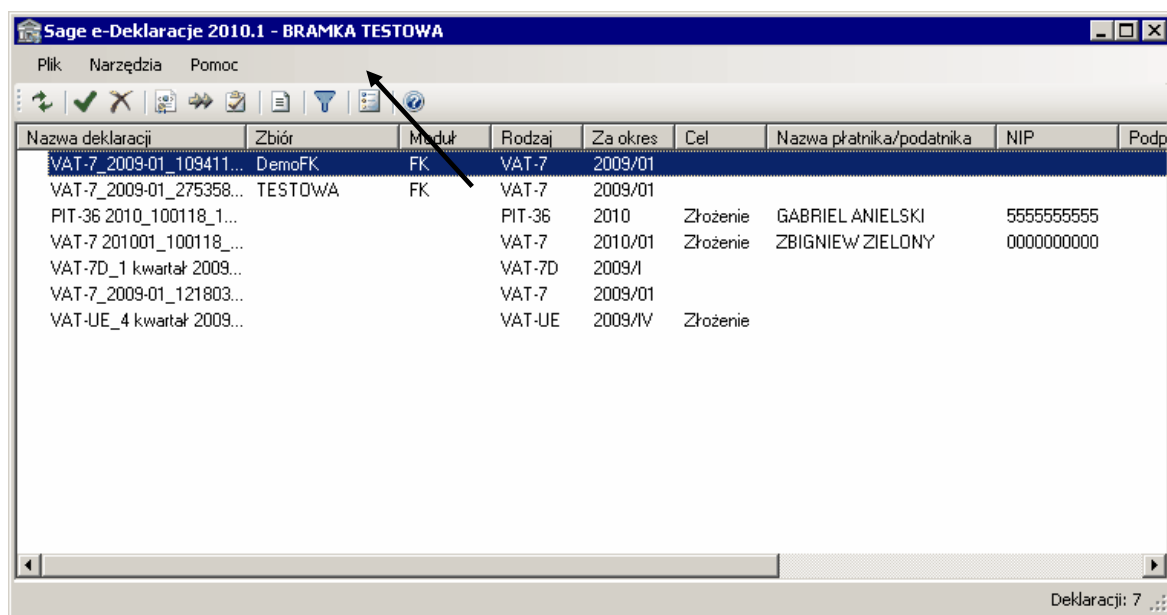 Sage e-Deklaracje 2010.1 - BRAMKA TESTOWA
Plik Narzędzia Pomoc
Nazwa deklaracji Zbiór Moduł Rodzaj Za okres Cel Nazwa płatnika/podatnika NIP Podp
VAT-7_2009-01_109411... DemoFK FK VAT-7 2009/01
VAT-7_2009-01_275358... TESTOWA FK VAT-7 2009/01
PIT-36 2010_100118_1... PIT-36 2010 Złożenie GABRIEL ANIELSKI 5555555555
VAT-7 201001_100118_... VAT-7 2010/01 Złożenie ZBIGNIEW ZIELONY 0000000000
VAT-7D_1 kwartał 2009... VAT-7D 2009/I
VAT-7_2009-01_121803... VAT-7 2009/01
VAT-UE_4 kwartał 2009... VAT-UE 2009/IV Złożenie
Deklaracji: 7